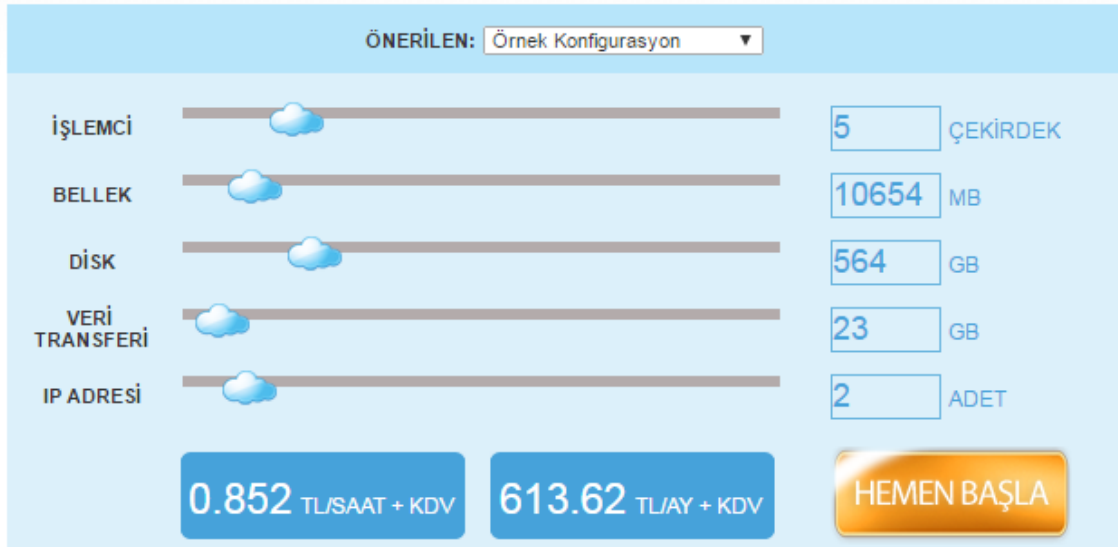 ÖNERİLEN: Örnek Konfigurasyon
İŞLEMCİ 5 ÇEKİRDEK
BELLEK 10654 MB
DİSK 564 GB
VERİ
TRANSFERİ 23 GB
IP ADRESİ 2 ADET
0.852 TL/SAAT + KDV 613.62 TL/AY + KDV HEMEN BAŞLA